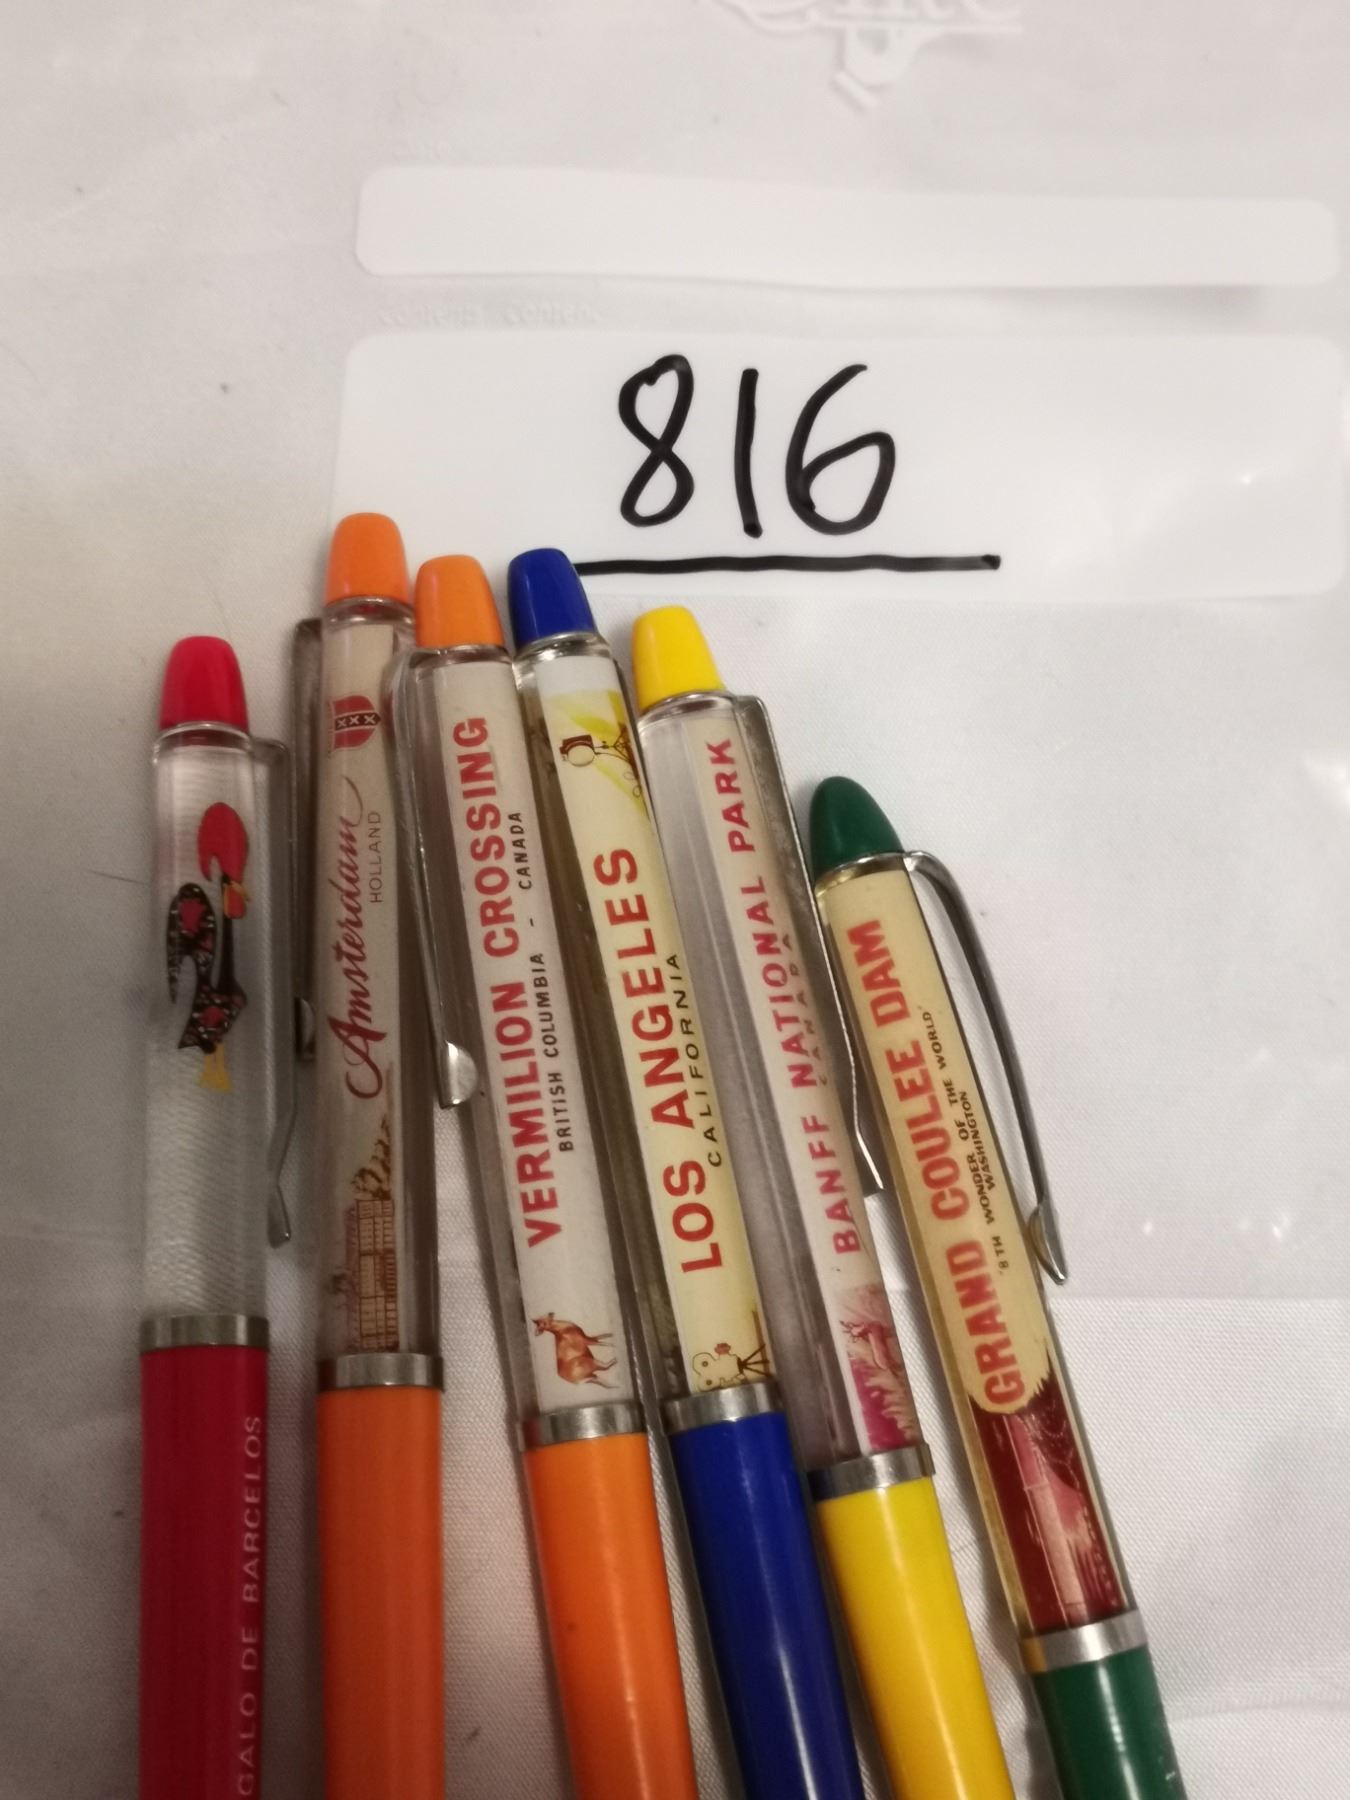 816
GALO DE BARCELOS
XXX
Amsterdam
HOLLAND
VERMILION CROSSING
BRITISH COLUMBIA - CANADA
LOS ANGELES
CALIFORNIA
BANFF NATIONAL PARK
CANADA
GRAND COULEE DAM
'8TH WONDER OF THE WORLD'
WASHINGTON